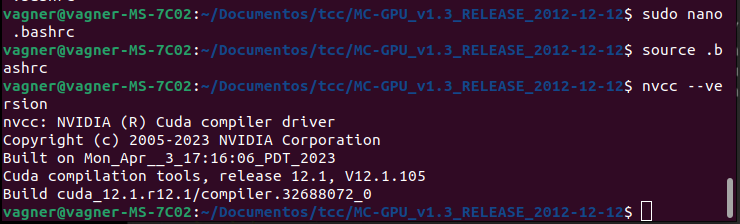 vagner@vagner-MS-7C02:~/Documentos/tcc/MC-GPU_v1.3_RELEASE_2012-12-12$ sudo nano
 .bashrc
vagner@vagner-MS-7C02:~/Documentos/tcc/MC-GPU_v1.3_RELEASE_2012-12-12$ source .b
ashrc
vagner@vagner-MS-7C02:~/Documentos/tcc/MC-GPU_v1.3_RELEASE_2012-12-12$ nvcc --ve
rsion
nvcc: NVIDIA (R) Cuda compiler driver
Copyright (c) 2005-2023 NVIDIA Corporation
Built on Mon_Apr__3_17:16:06_PDT_2023
Cuda compilation tools, release 12.1, V12.1.105
Build cuda_12.1.r12.1/compiler.32688072_0
vagner@vagner-MS-7C02:~/Documentos/tcc/MC-GPU_v1.3_RELEASE_2012-12-12$